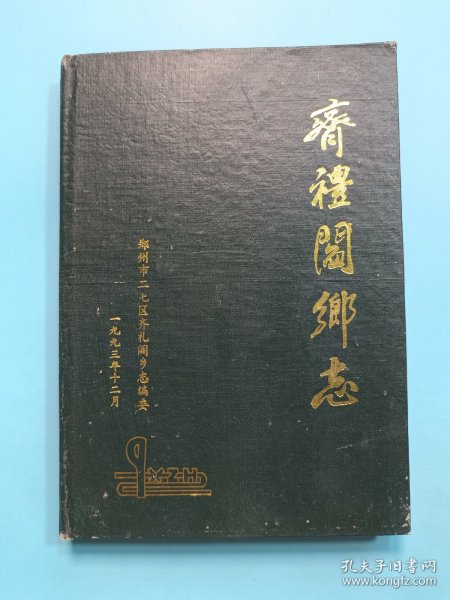 齊禮閻鄉志
郑州市二七区齐礼阎乡志编委
一九九三年十二月
孔夫子旧书网
www.kongfz.com